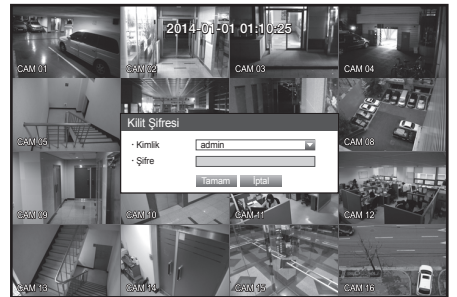 2014-01-01 01:10:25
CAM 01
CAM 02
CAM 03
CAM 04
Kilit Şifresi
CAM 05
· Kimlik
admin
CAM 08
· Şifre
Tamam
İptal
CAM 09
CAM 10
CAM 11
CAM 12
CAM 13
CAM 14
CAM 15
CAM 16